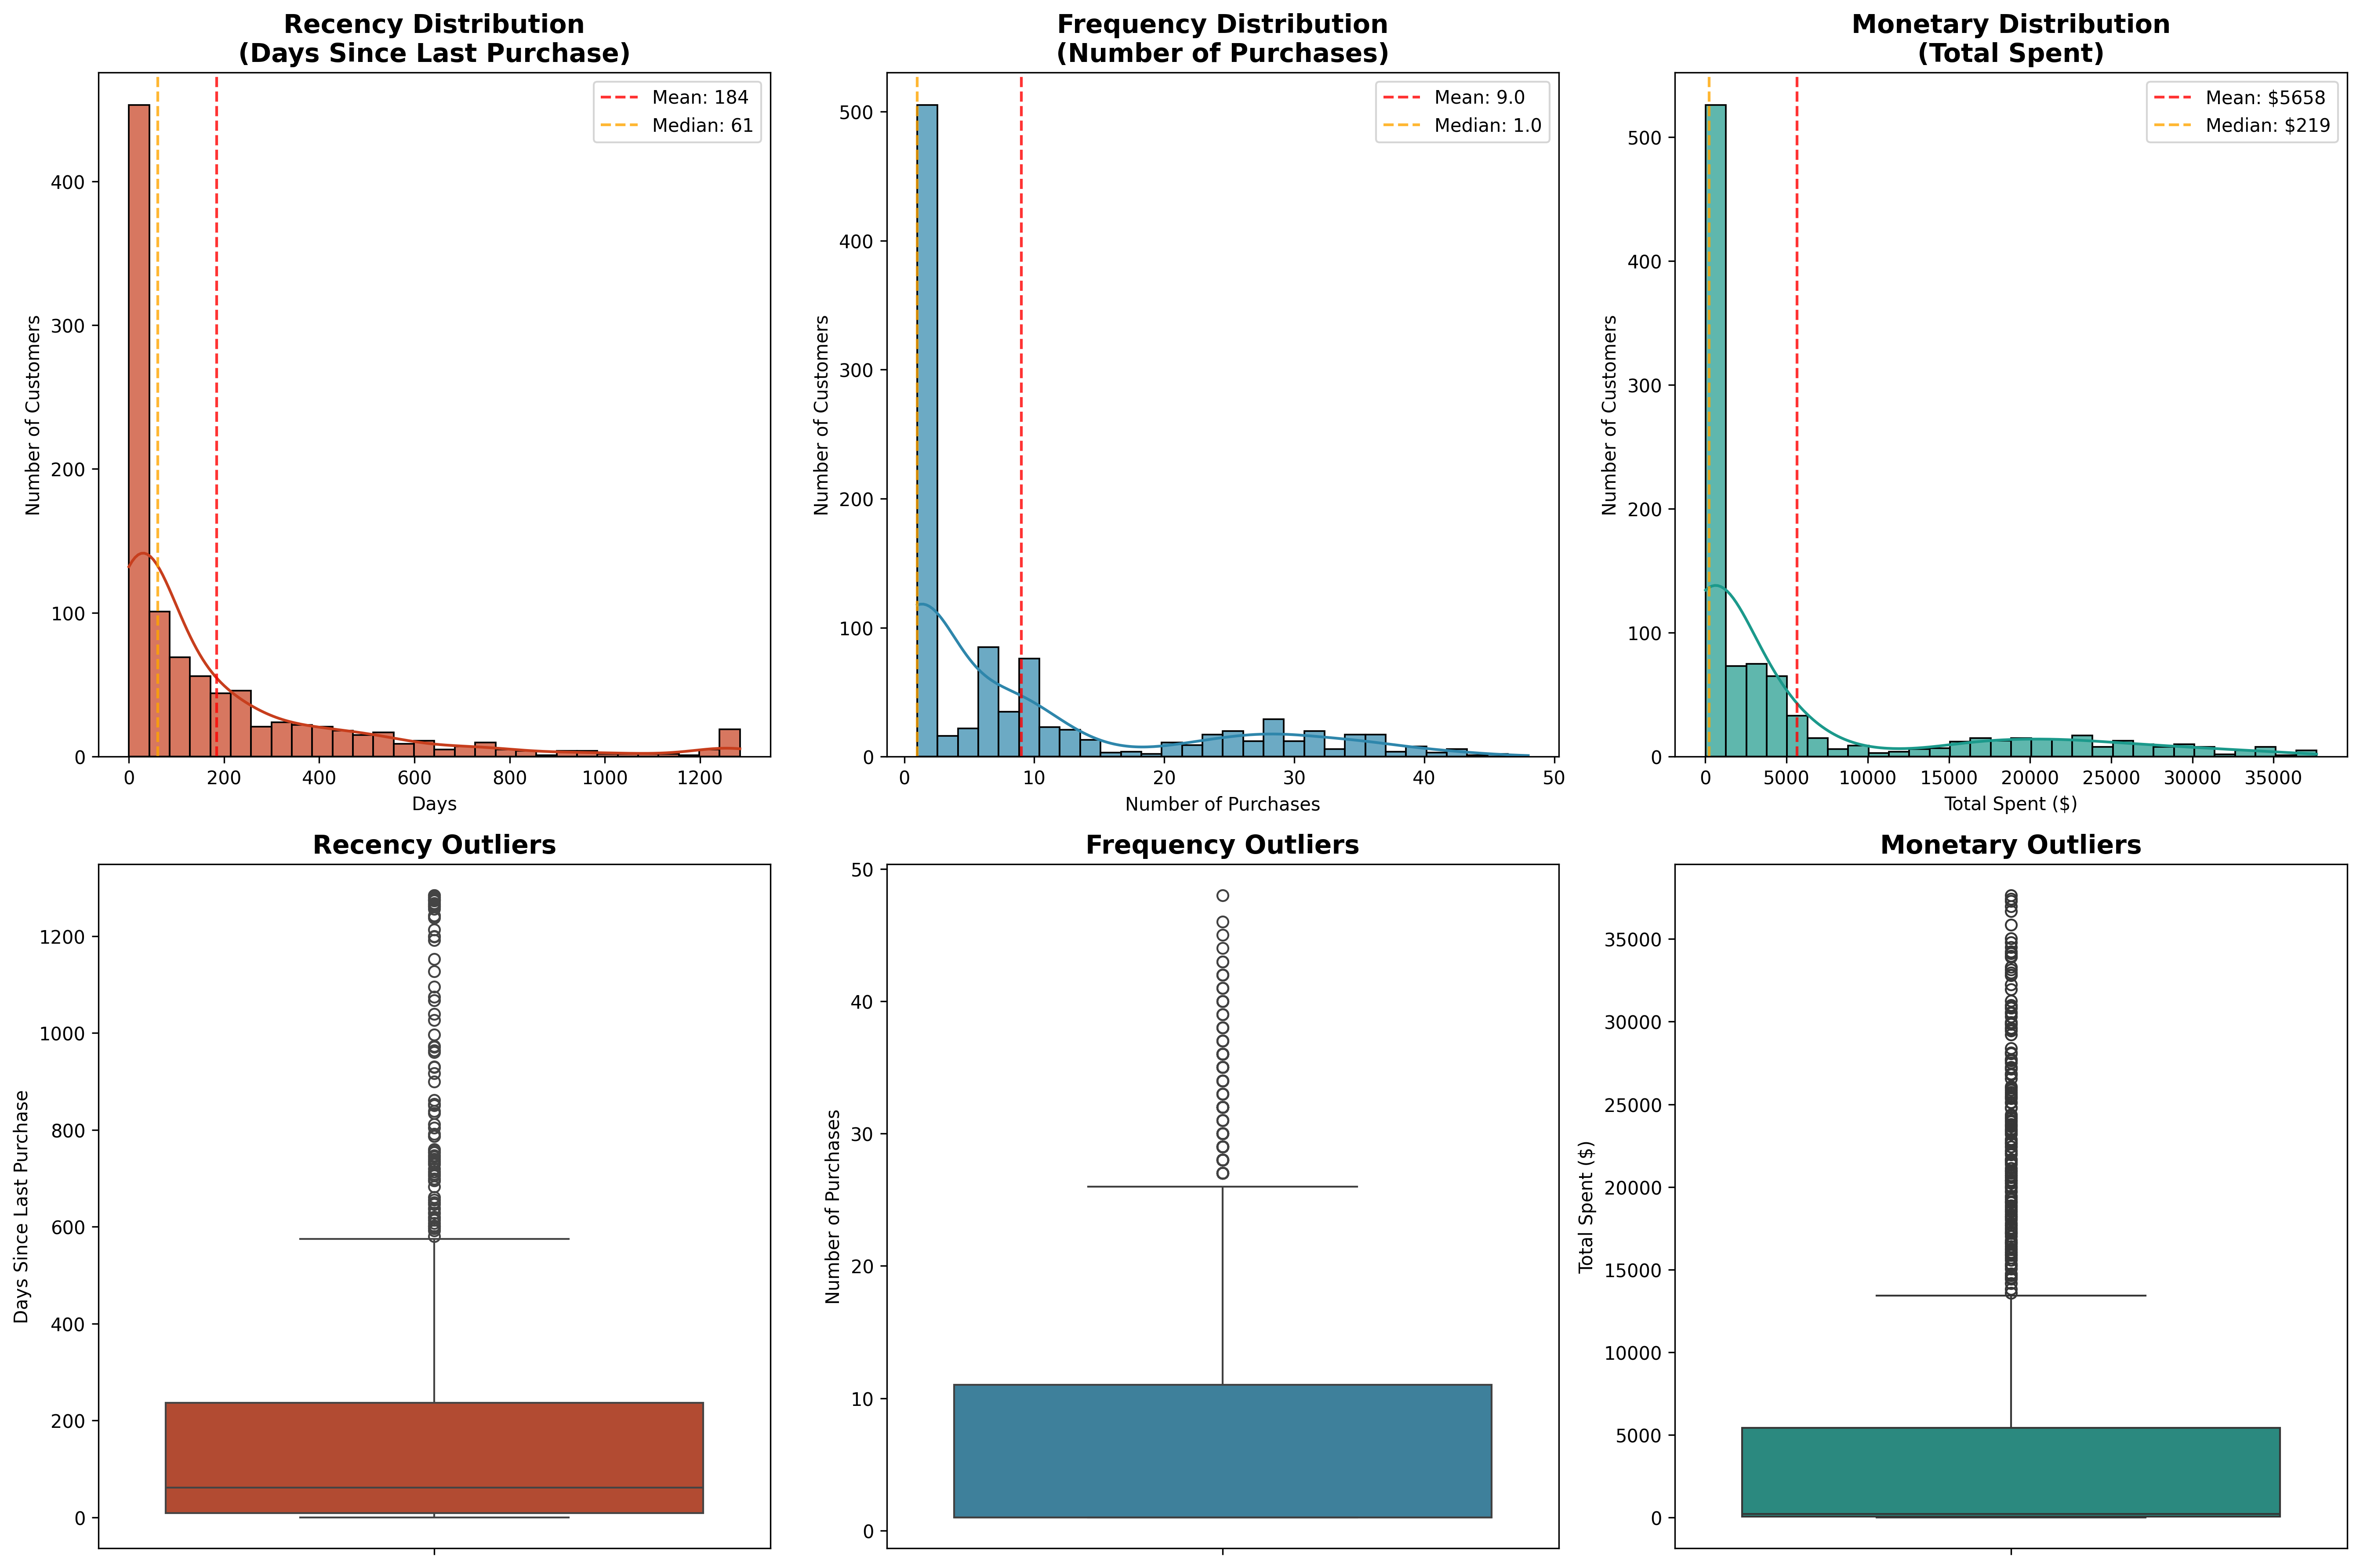 Recency Distribution
(Days Since Last Purchase)
Mean: 184
Median: 61
Number of Customers
400
300
200
100
0
0 200 400 600 800 1000 1200
Days
Frequency Distribution
(Number of Purchases)
Mean: 9.0
Median: 1.0
Number of Customers
500
400
300
200
100
0
0 10 20 30 40 50
Number of Purchases
Monetary Distribution
(Total Spent)
Mean: $5658
Median: $219
Number of Customers
500
400
300
200
100
0
0 5000 10000 15000 20000 25000 30000 35000
Total Spent ($)
Recency Outliers
Days Since Last Purchase
1200
1000
800
600
400
200
0
Frequency Outliers
Number of Purchases
50
40
30
20
10
0
Monetary Outliers
Total Spent ($)
35000
30000
25000
20000
15000
10000
5000
0